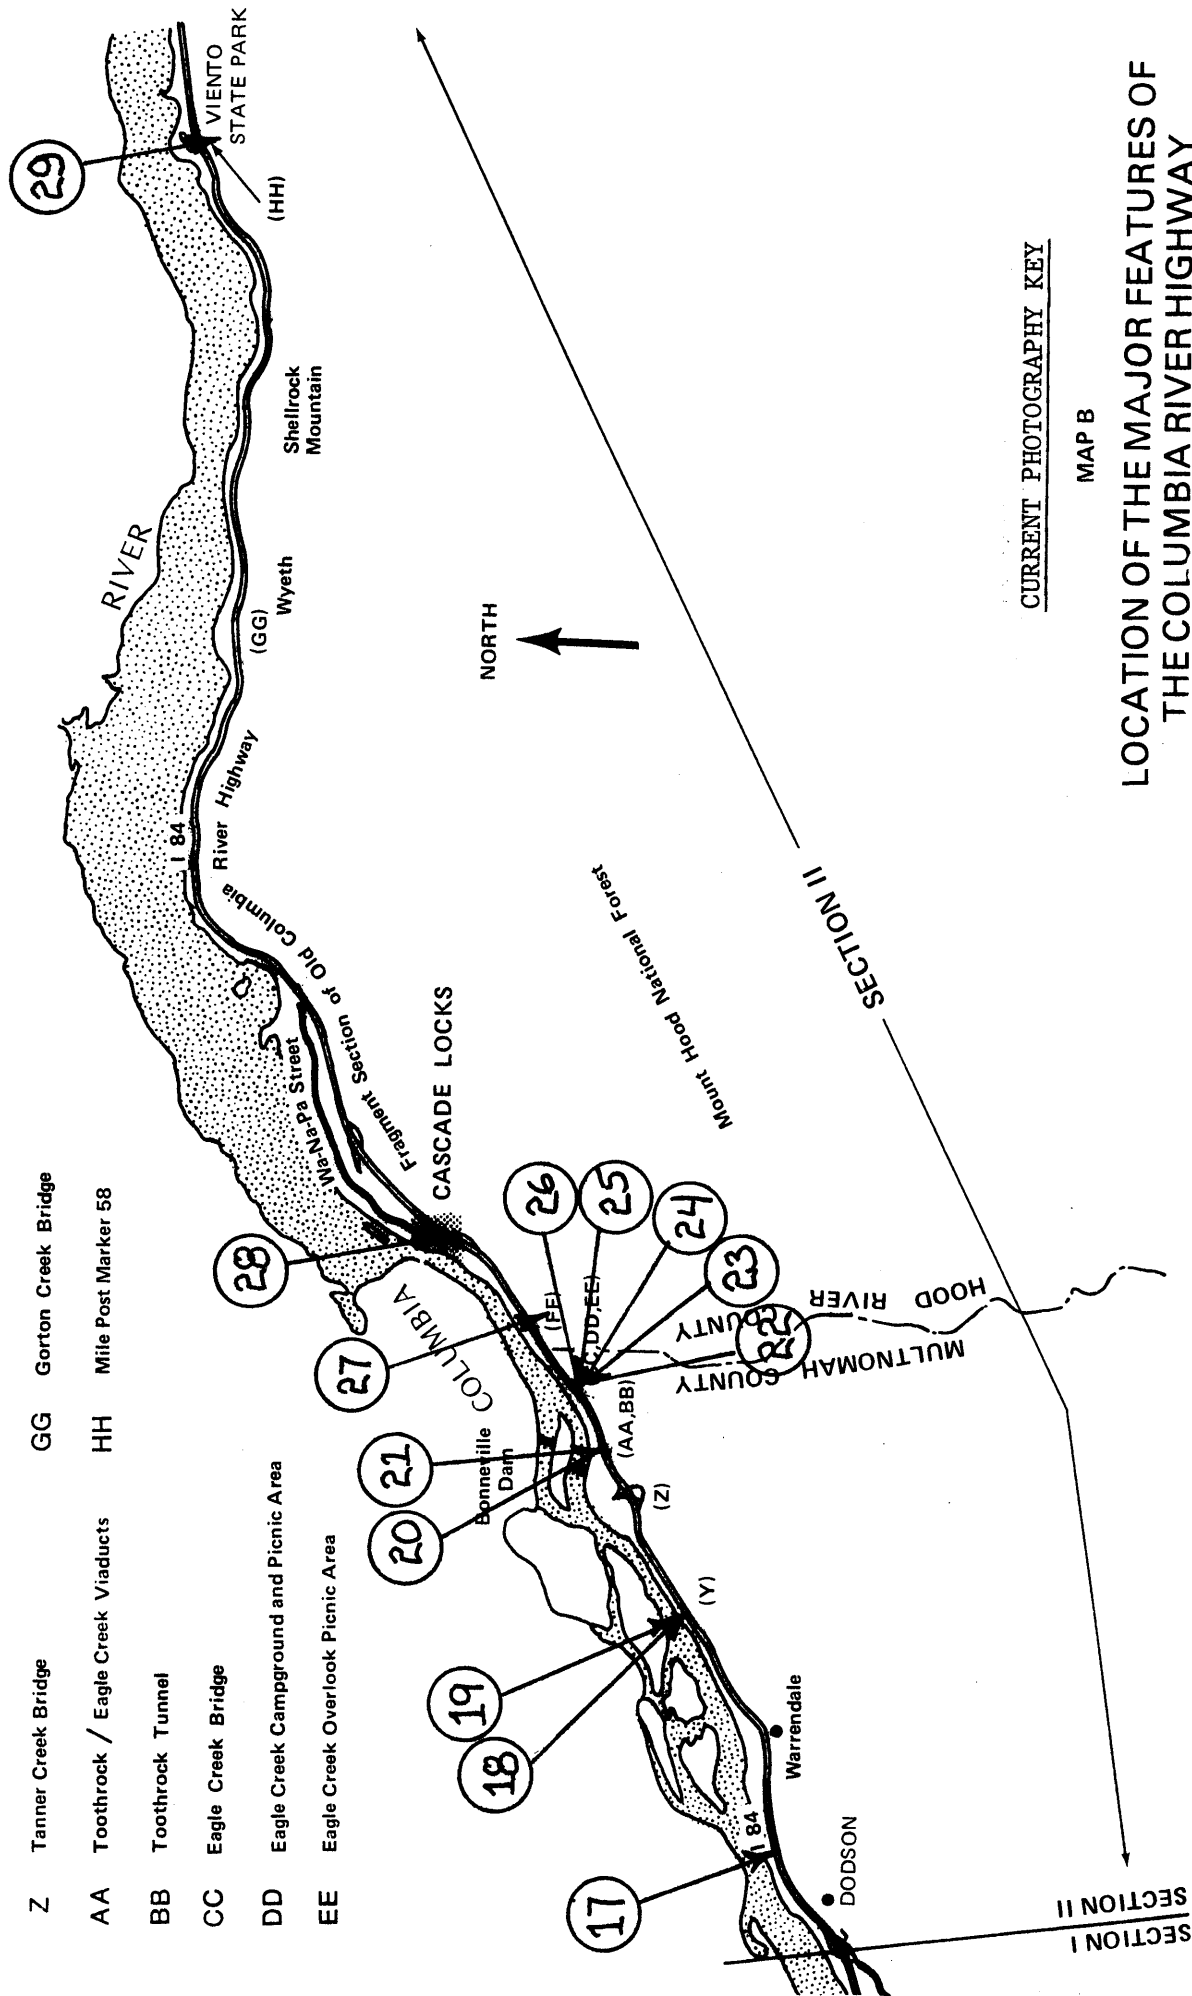 Z Tanner Creek Bridge
AA Toothrock / Eagle Creek Viaducts
BB Toothrock Tunnel
CC Eagle Creek Bridge
DD Eagle Creek Campground and Picnic Area
EE Eagle Creek Overlook Picnic Area
GG Gorton Creek Bridge
HH Mile Post Marker 58
29
VIENTO
STATE PARK
(HH)
Shellrock
Mountain
RIVER
(GG)
Wyeth
I 84
Fragment Section of Old Columbia River Highway
Wa-Na-Pa Street
CASCADE LOCKS
28
COLUMBIA
COLUMBIA
27
26
25
24
23
22
(FF)
C,DD,EE)
(AA,BB)
21
20
Bonneville
Dam
(Z)
(Y)
19
18
Warrendale
17
I 84
DODSON
HOOD RIVER
COUNTY
MULTNOMAH
COUNTY
Mount Hood National Forest
NORTH
SECTION II
SECTION II
SECTION I
CURRENT PHOTOGRAPHY KEY
MAP B
LOCATION OF THE MAJOR FEATURES OF
THE COLUMBIA RIVER HIGHWAY